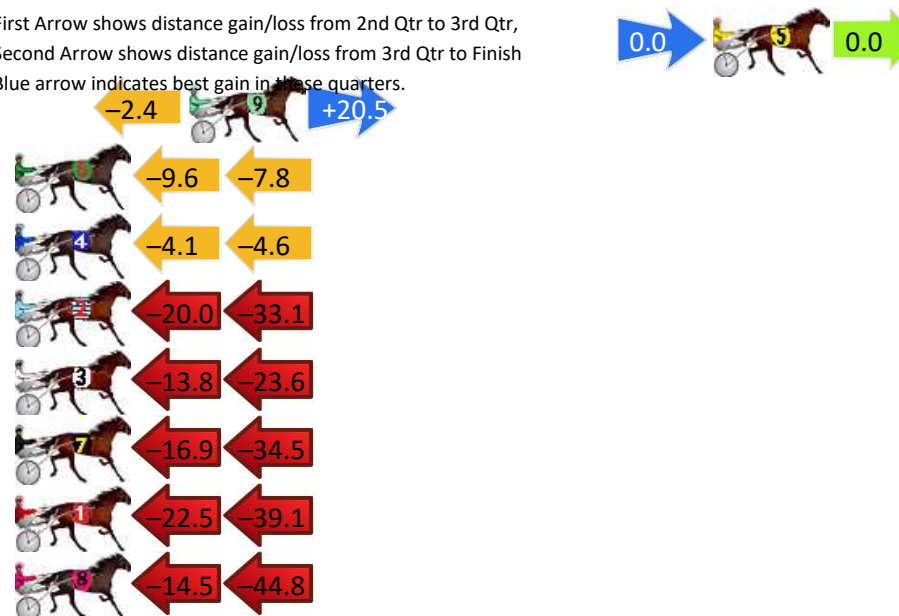 First Arrow shows distance gain/loss from 2nd Qtr to 3rd Qtr,
Second Arrow shows distance gain/loss from 3rd Qtr to Finish
Blue arrow indicates best gain in these quarters.
0.0 5 0.0
–2.4 9 +20.5
–9.6 –7.8
4 –4.1 –4.6
2 –20.0 –33.1
3 –13.8 –23.6
7 –16.9 –34.5
1 –22.5 –39.1
8 –14.5 –44.8